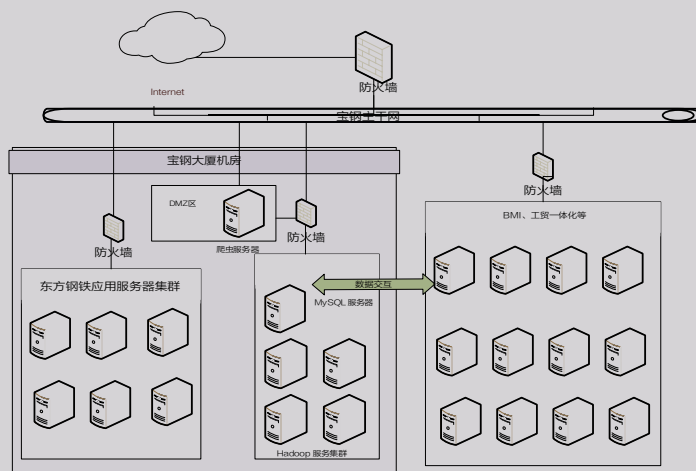 防火墙
Internet
宝钢主干网
宝钢大厦机房
防火墙
DMZ区
BMI、工贸一体化等
防火墙
防火墙
爬虫服务器
东方钢铁应用服务器集群
数据交互
MySQL 服务器
Hadoop 服务集群